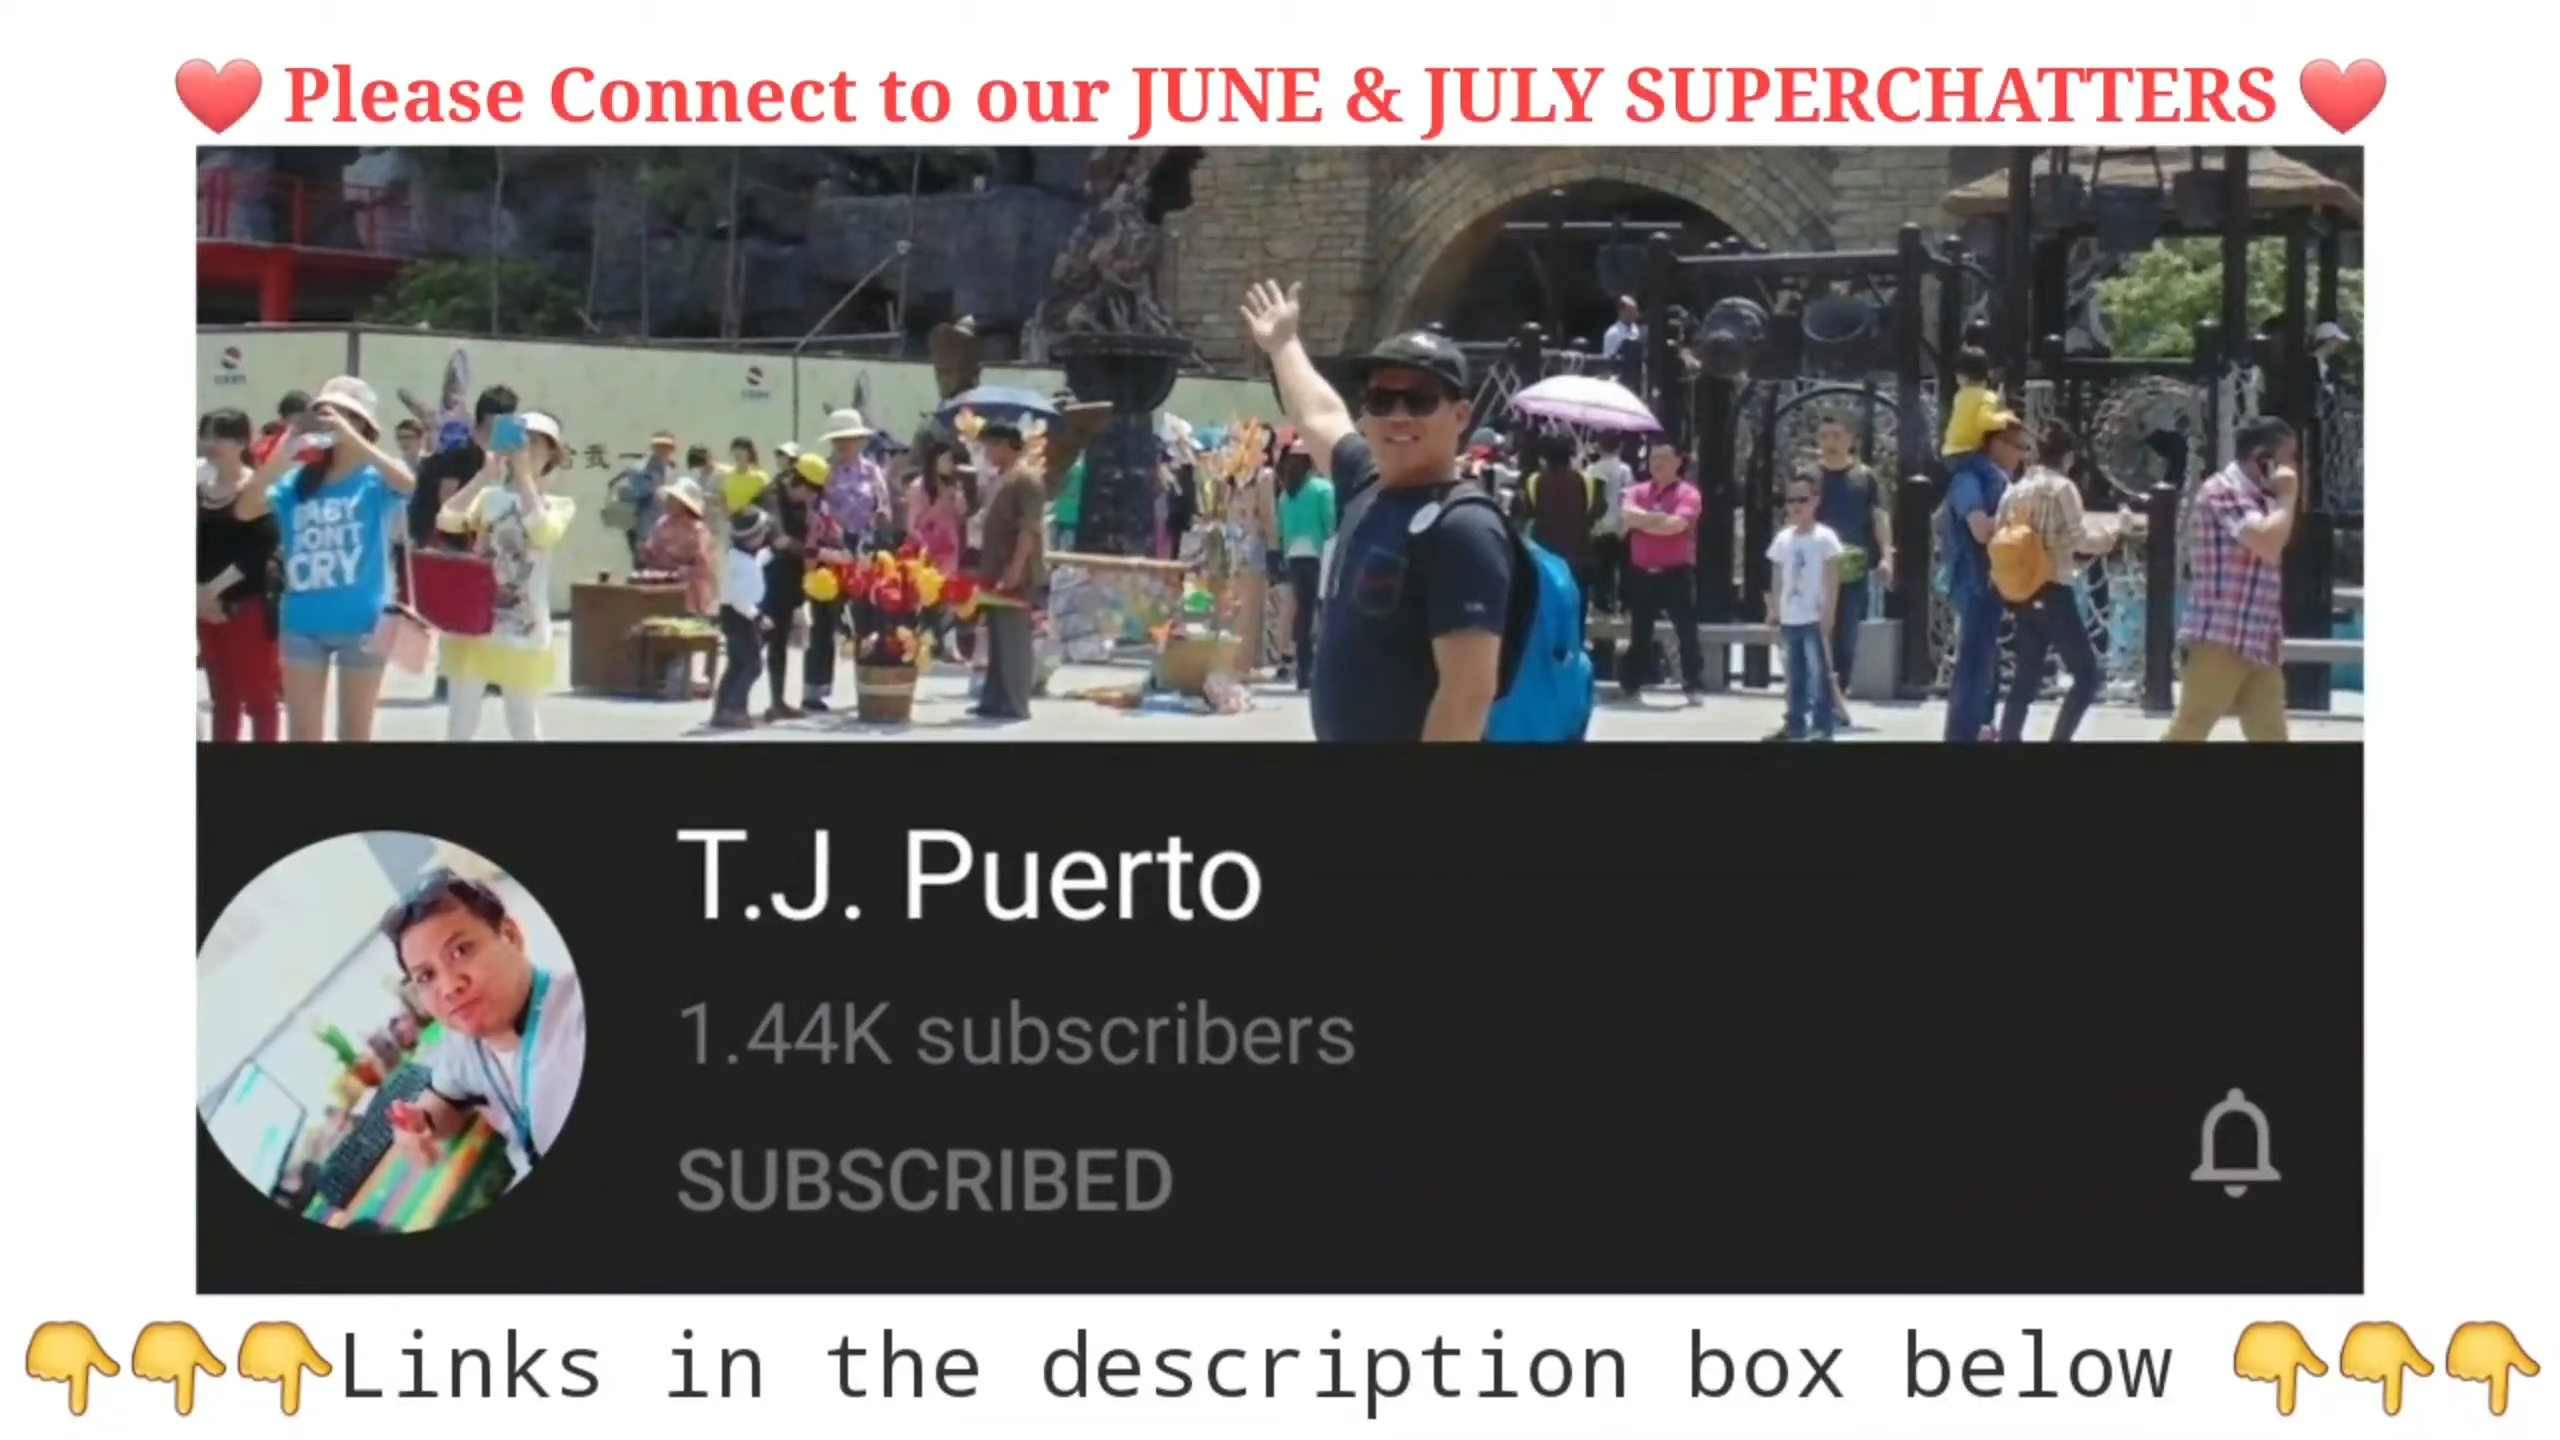 ❤️ Please Connect to our JUNE & JULY SUPERCHATTERS ❤️
BABY
DON'T
CRY
T.J. Puerto
1.44K subscribers
SUBSCRIBED
👇👇👇Links in the description box below 👇👇👇